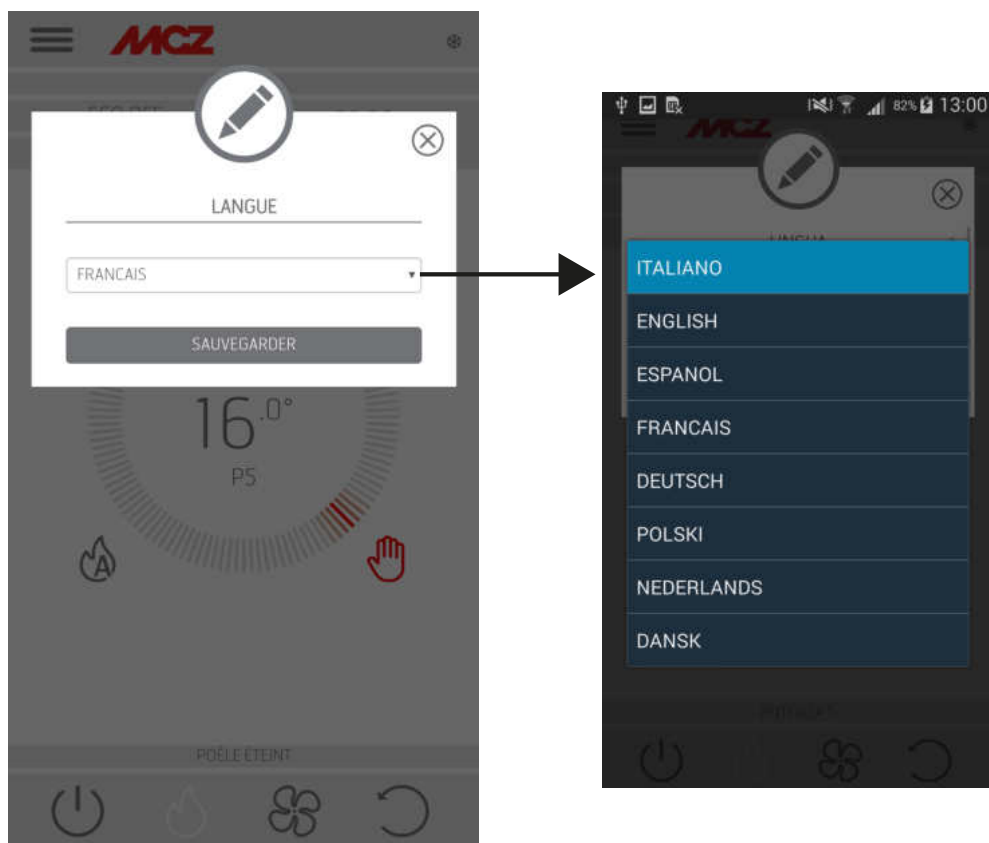 MCZ
LANGUE
FRANCAIS
SAUVEGARDER
16.0°
P5
A
POÊLE ETEINT
82% 13:00
MCZ
LINGUA
ITALIANO
ENGLISH
ESPANOL
FRANCAIS
DEUTSCH
POLSKI
NEDERLANDS
DANSK